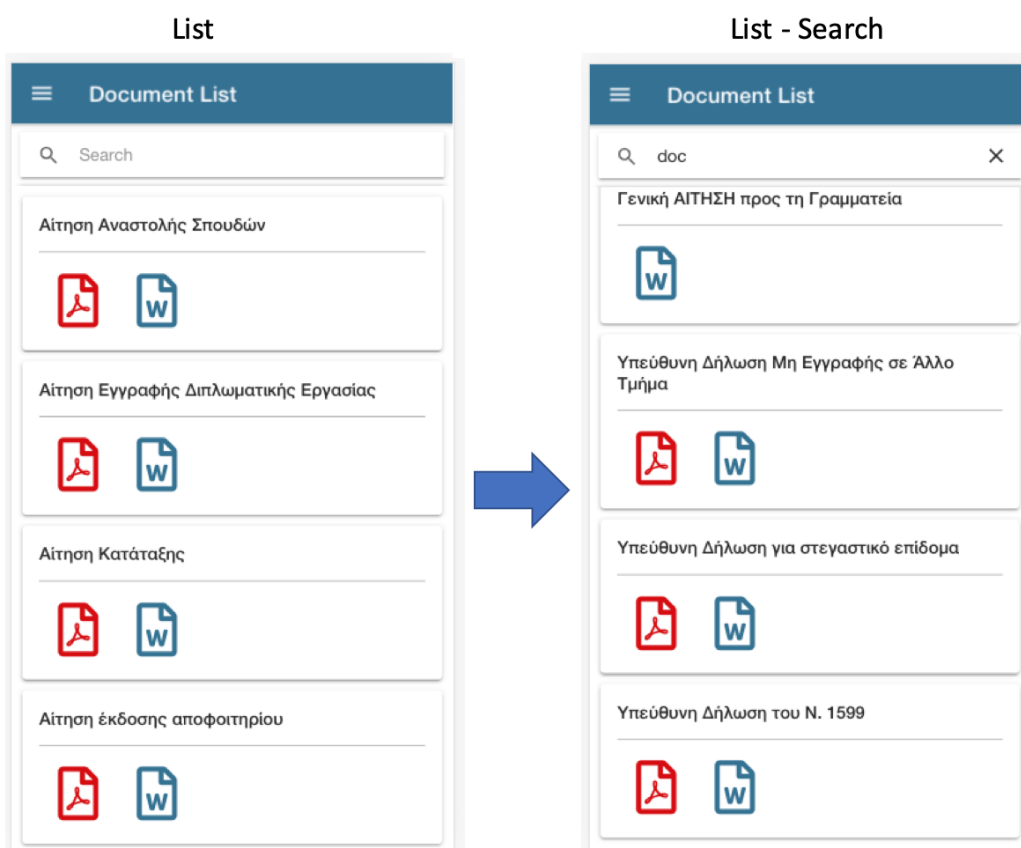 List
Document List
Search
Αίτηση Αναστολής Σπουδών
W
Αίτηση Εγγραφής Διπλωματικής Εργασίας
W
Αίτηση Κατάταξης
W
Αίτηση έκδοσης αποφοιτηρίου
W
List - Search
Document List
doc
Γενική ΑΙΤΗΣΗ προς τη Γραμματεία
W
Υπεύθυνη Δήλωση Μη Εγγραφής σε Άλλο
Τμήμα
W
Υπεύθυνη Δήλωση για στεγαστικό επίδομα
W
Υπεύθυνη Δήλωση του Ν. 1599
W